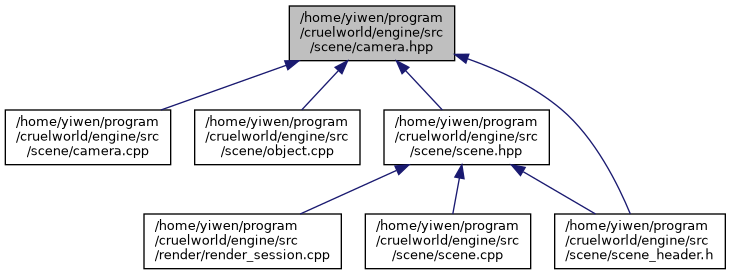 /home/yiwen/program
/cruelworld/engine/src
/scene/camera.hpp
/home/yiwen/program
/cruelworld/engine/src
/scene/camera.cpp
/home/yiwen/program
/cruelworld/engine/src
/scene/object.cpp
/home/yiwen/program
/cruelworld/engine/src
/scene/scene.hpp
/home/yiwen/program
/cruelworld/engine/src
/render/render_session.cpp
/home/yiwen/program
/cruelworld/engine/src
/scene/scene.cpp
/home/yiwen/program
/cruelworld/engine/src
/scene/scene_header.h